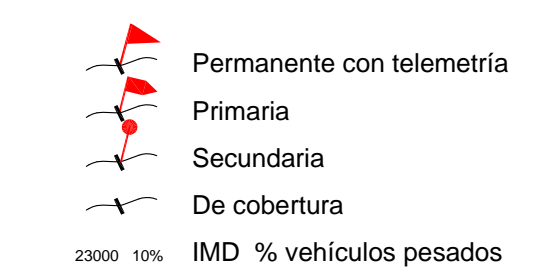 Permanente con telemetría
Primaria
Secundaria
De cobertura
23000 10% IMD % vehículos pesados